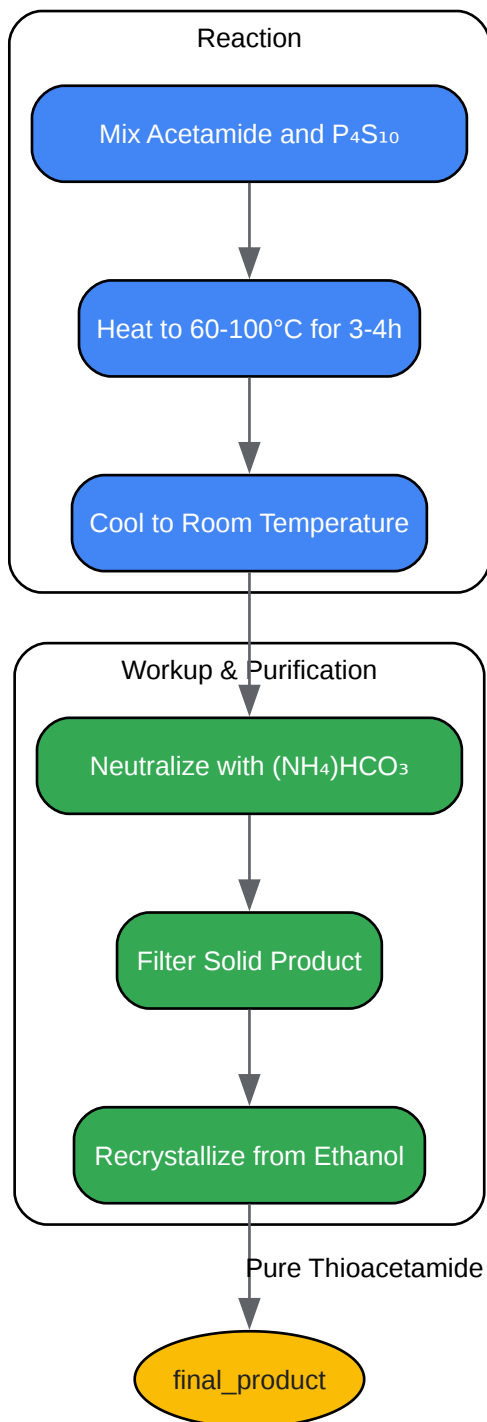 Reaction
Mix Acetamide and P₄S₁₀
Heat to 60-100°C for 3-4h
Cool to Room Temperature
Workup & Purification
Neutralize with (NH₄)HCO₃
Filter Solid Product
Recrystallize from Ethanol
Pure Thioacetamide
final_product